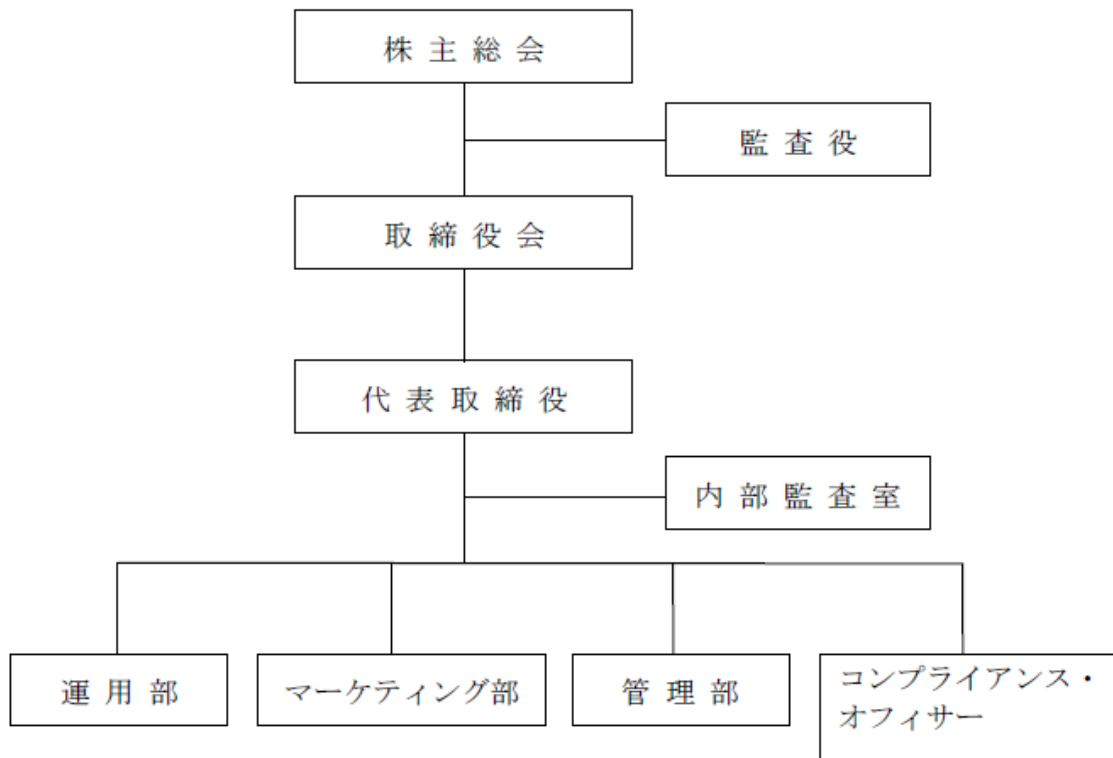 株主総会
監査役
取締役会
代表取締役
内部監査室
運用部
マーケティング部
管理部
コンプライアンス・
オフィサー